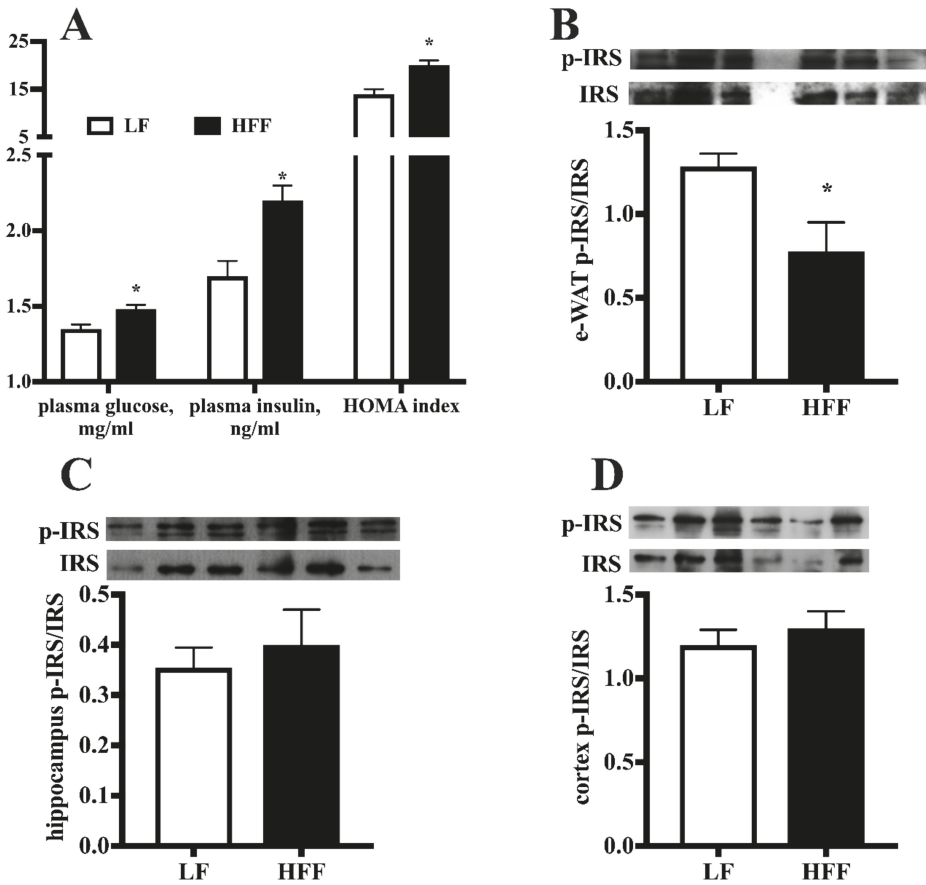 A
25
15
5
2.5
2.0
1.5
1.0
LF
HFF
*
*
*
plasma glucose,
mg/ml
plasma insulin,
ng/ml
HOMA index
B
p-IRS
IRS
e-WAT p-IRS/IRS
1.5
1.0
0.5
0.0
*
LF
HFF
C
p-IRS
IRS
hippocampus p-IRS/IRS
0.5
0.4
0.3
0.2
0.1
0.0
LF
HFF
D
p-IRS
IRS
cortex p-IRS/IRS
1.5
1.0
1.5
0.0
LF
HFF